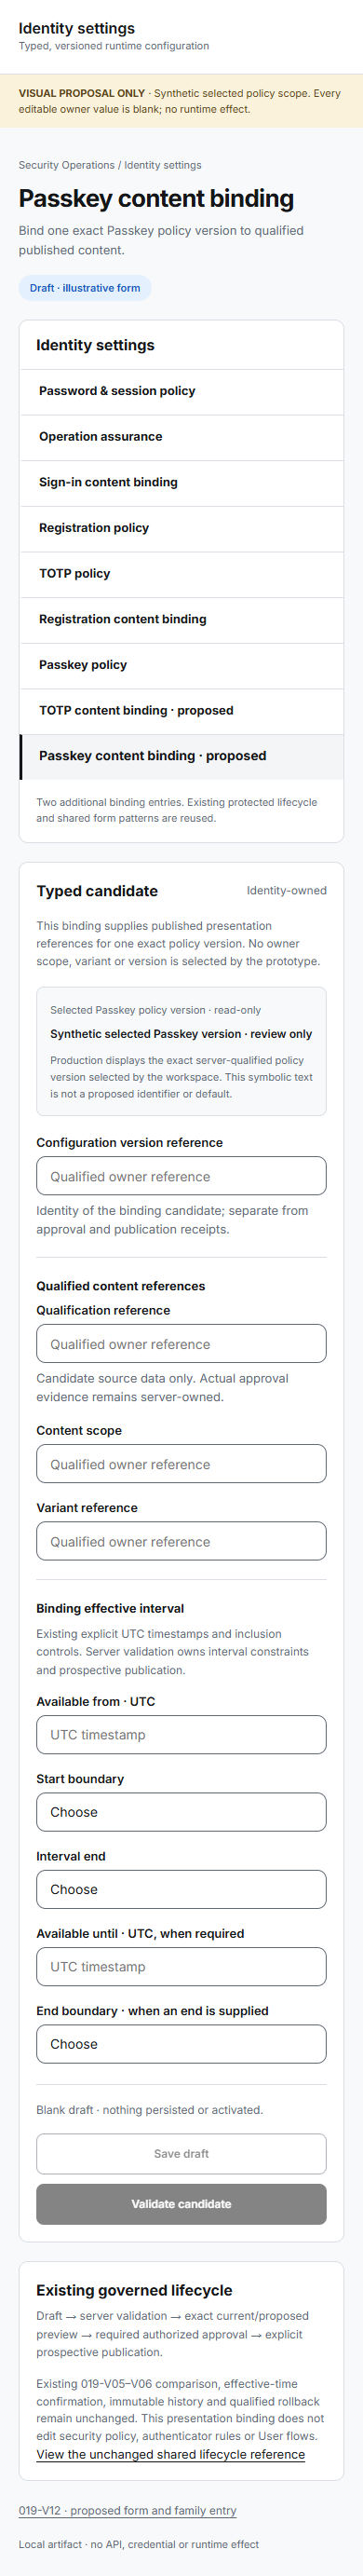 Identity settings
Typed, versioned runtime configuration
VISUAL PROPOSAL ONLY · Synthetic selected policy scope. Every
editable owner value is blank; no runtime effect.
Security Operations / Identity settings
Passkey content binding
Bind one exact Passkey policy version to qualified
published content.
Draft · illustrative form
Identity settings
Password & session policy
Operation assurance
Sign-in content binding
Registration policy
TOTP policy
Registration content binding
Passkey policy
TOTP content binding · proposed
Passkey content binding · proposed
Two additional binding entries. Existing protected lifecycle
and shared form patterns are reused.
Typed candidate
Identity-owned
This binding supplies published presentation
references for one exact policy version. No owner
scope, variant or version is selected by the prototype.
Selected Passkey policy version · read-only
Synthetic selected Passkey version · review only
Production displays the exact server-qualified policy
version selected by the workspace. This symbolic text
is not a proposed identifier or default.
Configuration version reference
Qualified owner reference
Identity of the binding candidate; separate from
approval and publication receipts.
Qualified content references
Qualification reference
Qualified owner reference
Candidate source data only. Actual approval
evidence remains server-owned.
Content scope
Qualified owner reference
Variant reference
Qualified owner reference
Binding effective interval
Existing explicit UTC timestamps and inclusion
controls. Server validation owns interval constraints
and prospective publication.
Available from · UTC
UTC timestamp
Start boundary
Choose
Interval end
Choose
Available until · UTC, when required
UTC timestamp
End boundary · when an end is supplied
Choose
Blank draft · nothing persisted or activated.
Save draft
Validate candidate
Existing governed lifecycle
Draft → server validation → exact current/proposed
preview → required authorized approval → explicit
prospective publication.
Existing 019-V05–V06 comparison, effective-time
confirmation, immutable history and qualified rollback
remain unchanged. This presentation binding does not
edit security policy, authenticator rules or User flows.
View the unchanged shared lifecycle reference
019-V12 · proposed form and family entry
Local artifact · no API, credential or runtime effect